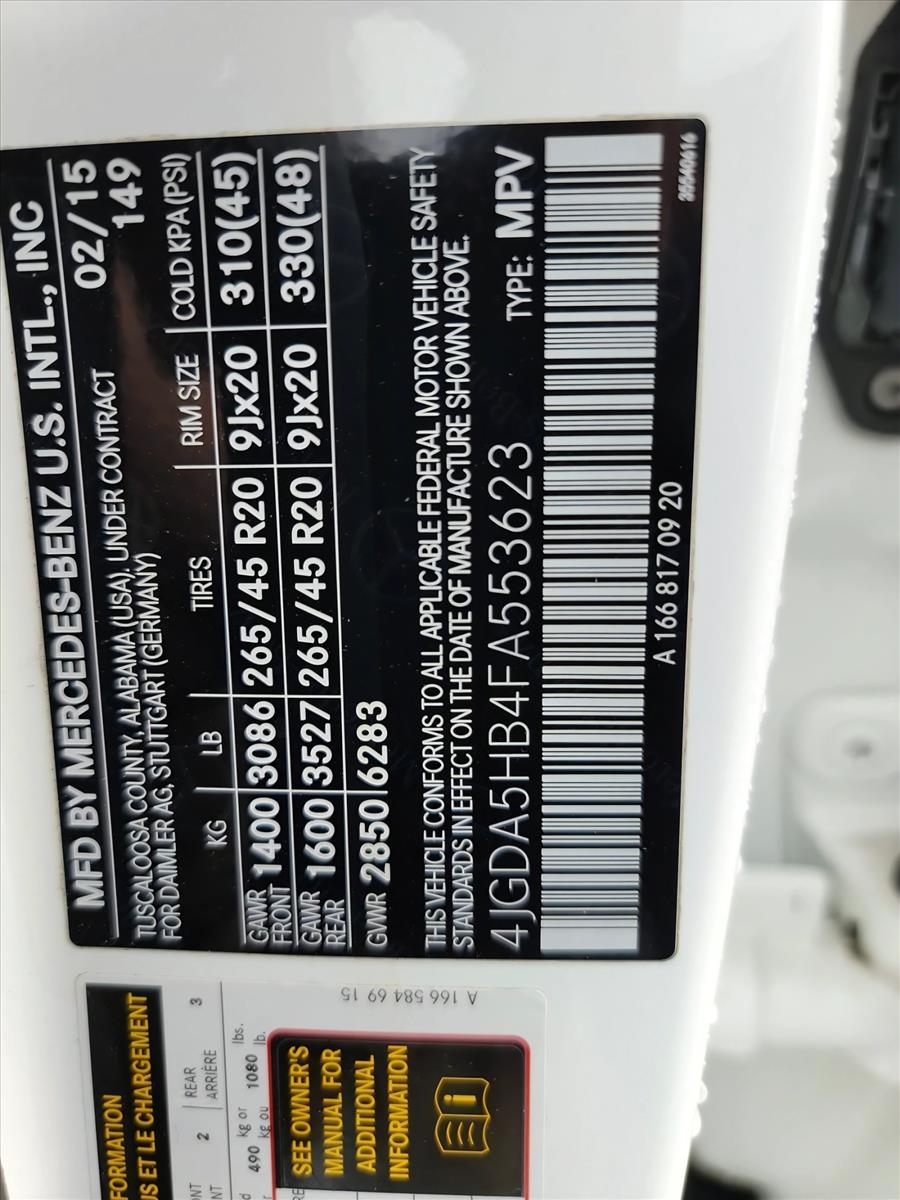 MFD BY MERCEDES-BENZ U.S. INTL., INC
TUSCALOOSA COUNTY, ALABAMA (USA), UNDER CONTRACT 02/15
FOR DAIMLER AG, STUTTGART (GERMANY) 149
KG LB TIRES RIM SIZE COLD KPA (PSI)
GAWR FRONT 1400 3086 265/45 R20 9Jx20 310(45)
GAWR REAR 1600 3527 265/45 R20 9Jx20 330(48)
GVWR 2850 6283
THIS VEHICLE CONFORMS TO ALL APPLICABLE FEDERAL MOTOR VEHICLE SAFETY
STANDARDS IN EFFECT ON THE DATE OF MANUFACTURE SHOWN ABOVE.
4JGDA5HB4FA553623 TYPE: MPV
A 166 817 09 20
A 166 584 69 15
2 REAR 3
ARRIÈRE
490 kg or 1080 lbs.
kg ou lb.
SEE OWNER'S
MANUAL FOR
ADDITIONAL
INFORMATION